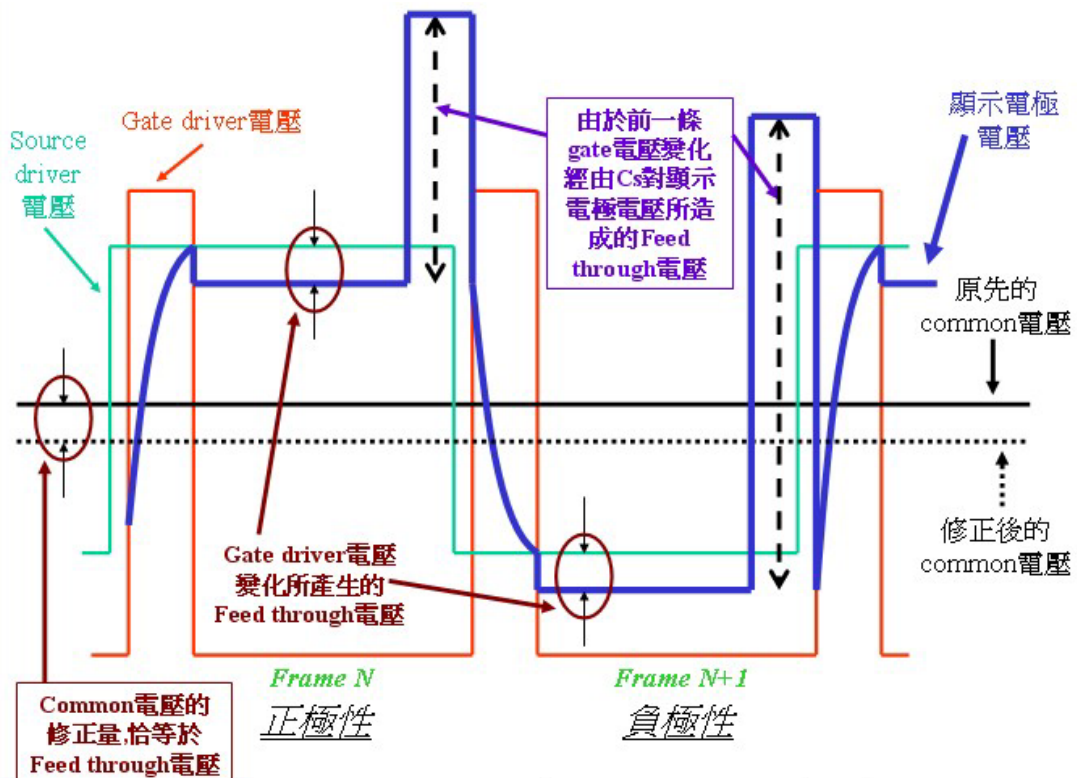 Gate driver電壓
Source
driver
電壓
由於前一條
gate電壓變化
經由Cs對顯示
電極電壓所造
成的Feed
through電壓
顯示電極
電壓
原先的
common電壓
修正後的
common電壓
Gate driver電壓
變化所產生的
Feed through電壓
Frame N
正極性
Frame N+1
負極性
Common電壓的
修正量,恰等於
Feed through電壓